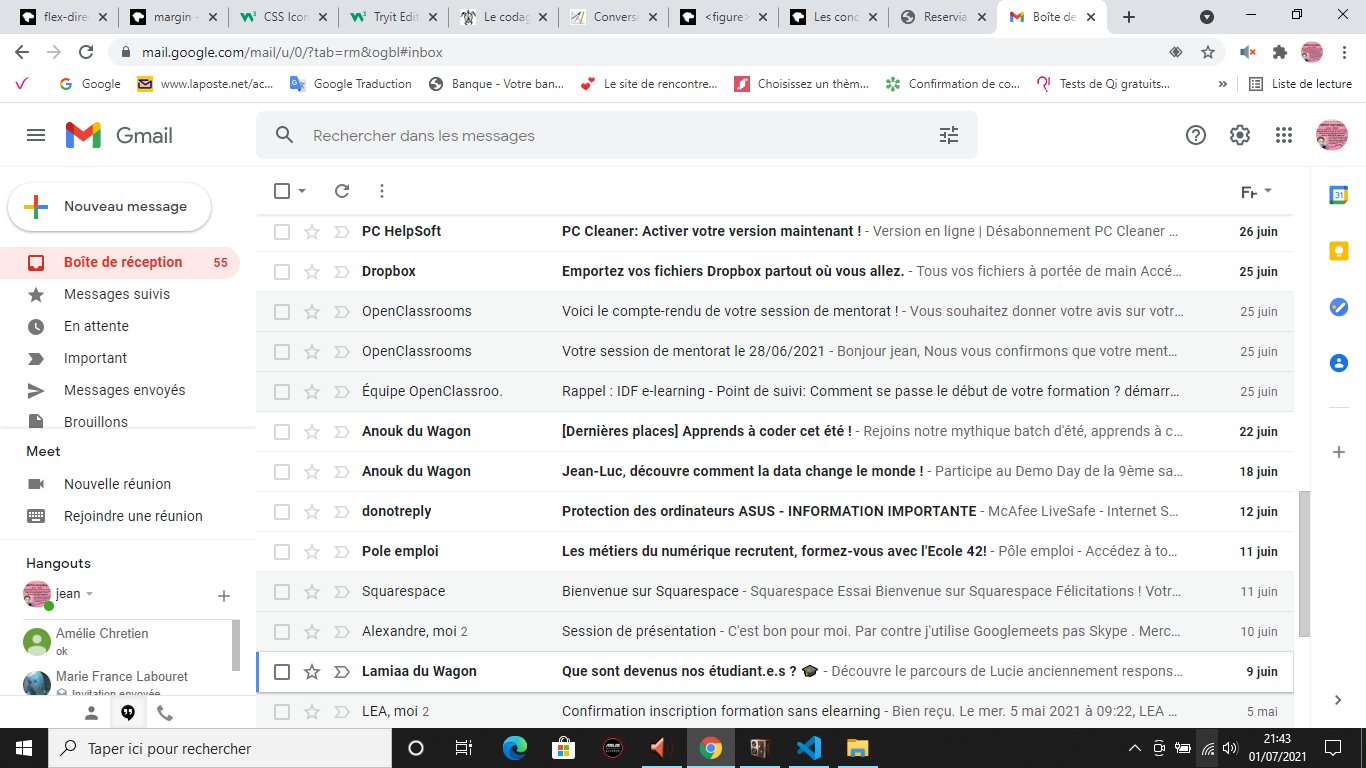 flex-dire
margin -
CSS Icon
Tryit Edit
Le codag
Convers
<figure>
Les conc
Reservia
Boîte de
mail.google.com/mail/u/0/?tab=rm&ogbl#inbox
Google
www.laposte.net/ac...
Google Traduction
Banque - Votre ban...
Le site de rencontre...
Choisissez un thèm...
Confirmation de co...
Tests de Qi gratuits...
»
Liste de lecture
Gmail
Rechercher dans les messages
Nouveau message
Boîte de réception 55
Messages suivis
En attente
Important
Messages envoyés
Brouillons
Meet
Nouvelle réunion
Rejoindre une réunion
Hangouts
jean
Amélie Chretien
ok
Marie France Labouret
Invitation envoyée
PC HelpSoft PC Cleaner: Activer votre version maintenant ! - Version en ligne | Désabonnement PC Cleaner ... 26 juin
Dropbox Emportez vos fichiers Dropbox partout où vous allez. - Tous vos fichiers à portée de main Accé... 25 juin
OpenClassrooms Voici le compte-rendu de votre session de mentorat ! - Vous souhaitez donner votre avis sur votr... 25 juin
OpenClassrooms Votre session de mentorat le 28/06/2021 - Bonjour jean, Nous vous confirmons que votre ment... 25 juin
Équipe OpenClassroo. Rappel : IDF e-learning - Point de suivi: Comment se passe le début de votre formation ? démarr... 25 juin
Anouk du Wagon [Dernières places] Apprends à coder cet été ! - Rejoins notre mythique batch d'été, apprends à c... 22 juin
Anouk du Wagon Jean-Luc, découvre comment la data change le monde ! - Participe au Demo Day de la 9ème sa... 18 juin
donotreply Protection des ordinateurs ASUS - INFORMATION IMPORTANTE - McAfee LiveSafe - Internet S... 12 juin
Pole emploi Les métiers du numérique recrutent, formez-vous avec l'Ecole 42! - Pôle emploi - Accédez à to... 11 juin
Squarespace Bienvenue sur Squarespace - Squarespace Essai Bienvenue sur Squarespace Félicitations ! Votr... 11 juin
Alexandre, moi 2 Session de présentation - C'est bon pour moi. Par contre j'utilise Googlemeets pas Skype . Merc... 10 juin
Lamiaa du Wagon Que sont devenus nos étudiant.e.s ? 🎓 - Découvre le parcours de Lucie anciennement respons... 9 juin
LEA, moi 2 Confirmation inscription formation sans elearning - Bien reçu. Le mer. 5 mai 2021 à 09:22, LEA ... 5 mai
31
Taper ici pour rechercher
21:43
01/07/2021